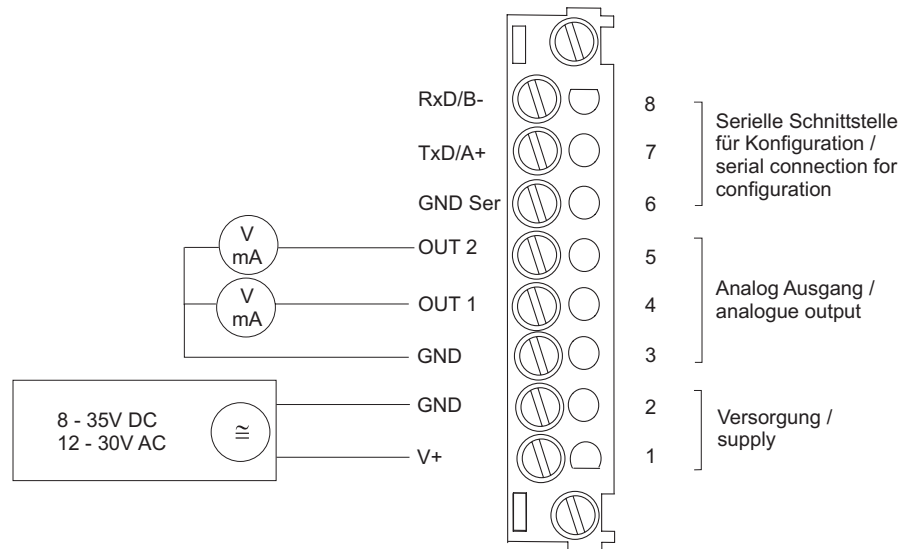 RxD/B-
8
TxD/A+
7
GND Ser
6
Serielle Schnittstelle
für Konfiguration /
serial connection for
configuration
V
mA
OUT 2
5
V
mA
OUT 1
4
GND
3
Analog Ausgang /
analogue output
8 - 35V DC
12 - 30V AC
≅
GND
2
V+
1
Versorgung /
supply